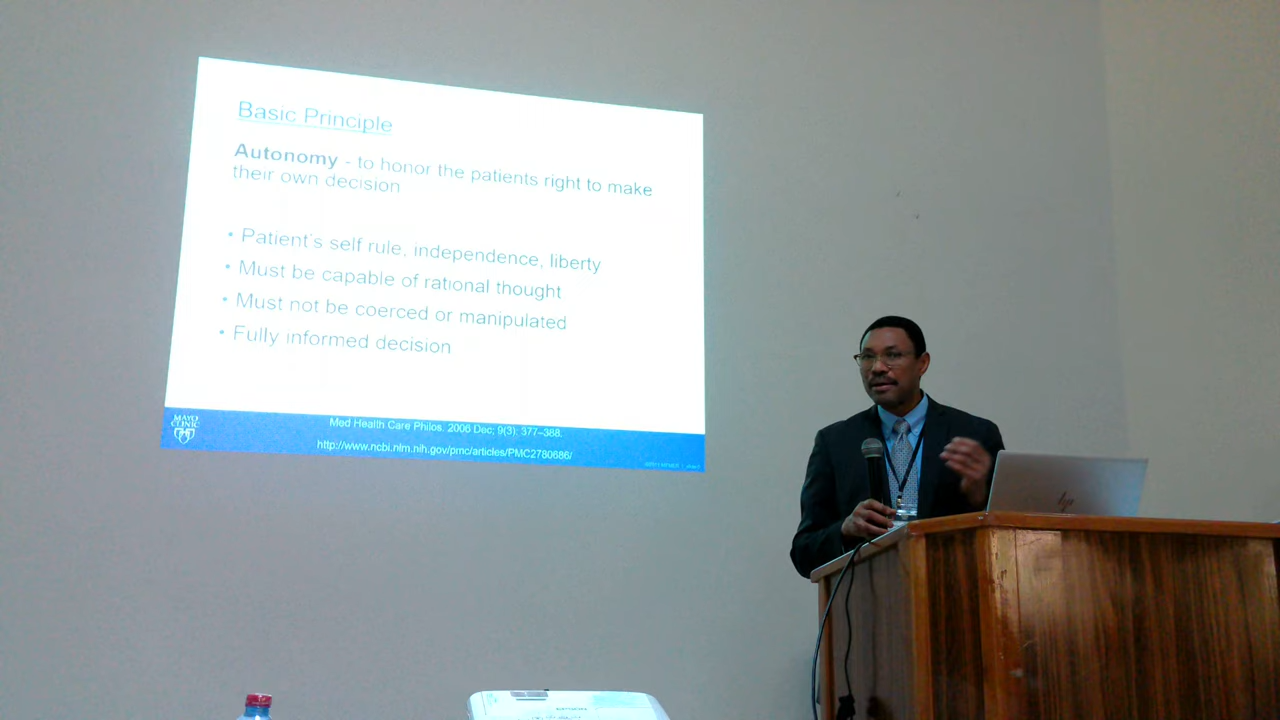 Basic Principle
Autonomy - to honor the patients right to make
their own decision
• Patient's self rule, independence, liberty
• Must be capable of rational thought
• Must not be coerced or manipulated
• Fully informed decision
MAYO
CLINIC
Med Health Care Philos. 2006 Dec; 9(3): 377–388.
http://www.ncbi.nlm.nih.gov/pmc/articles/PMC2780686/
hp